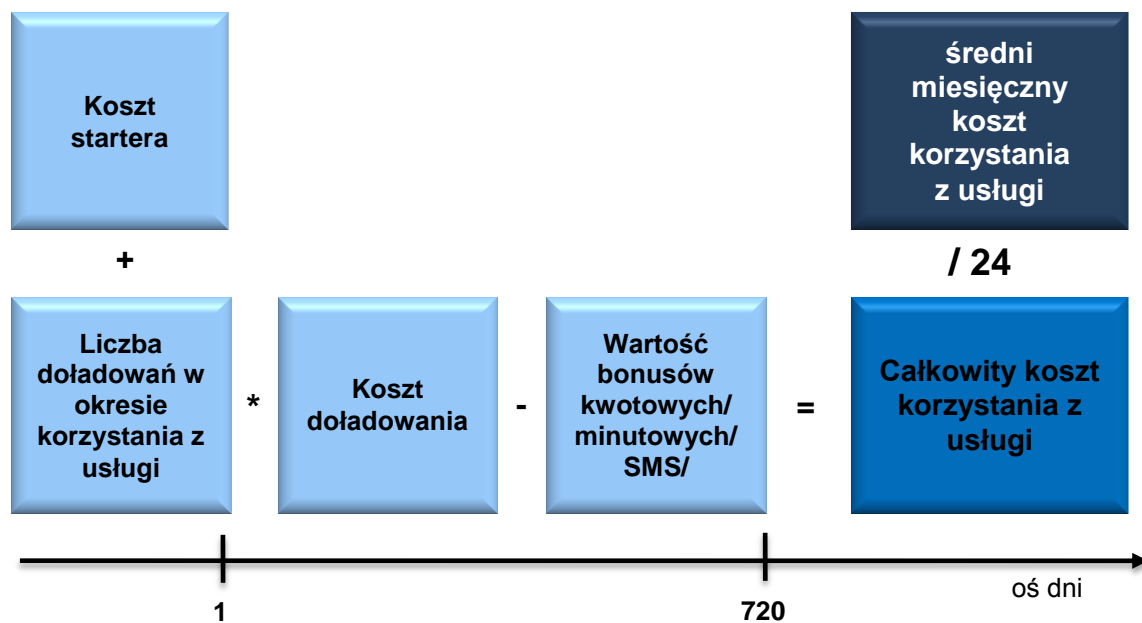 Koszt
startera
średni
miesięczny
koszt
korzystania
z usługi
+
/ 24
Liczba
doładowań w
okresie
korzystania z
usługi
*
Koszt
doładowania
-
Wartość
bonusów
kwotowych/
minutowych/
SMS/
=
Całkowity koszt
korzystania z
usługi
oś dni
1
720